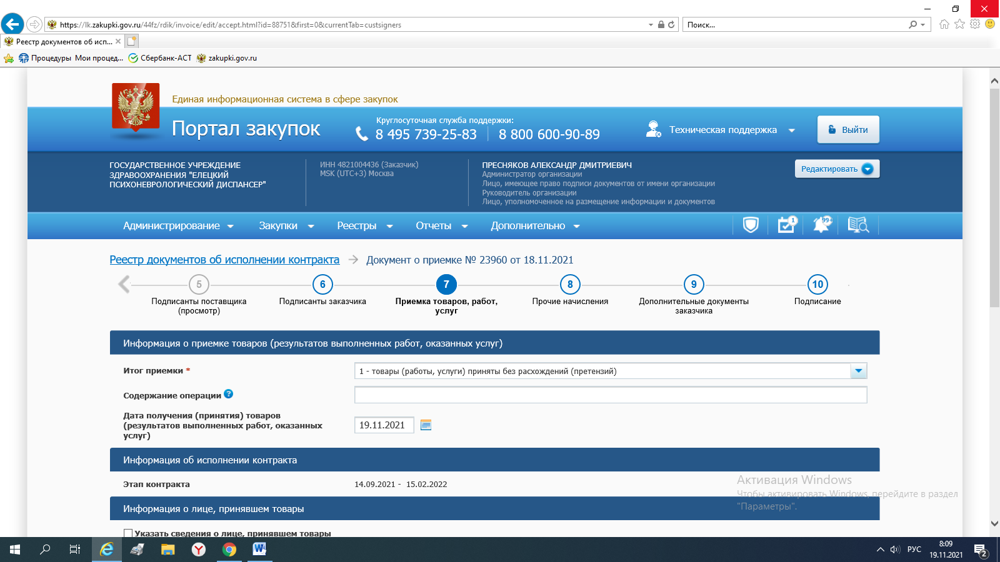 https://lk.zakupki.gov.ru/44fz/rdik/invoice/edit/accept.html?id=88751&first=0&currentTab=custsigners
Поиск...
Реестр документов об исп...
Процедуры Мои процед... Сбербанк-АСТ zakupki.gov.ru
Единая информационная система в сфере закупок
Портал закупок
Круглосуточная служба поддержки:
8 495 739-25-83 8 800 600-90-89
Техническая поддержка
Выйти
ГОСУДАРСТВЕННОЕ УЧРЕЖДЕНИЕ
ЗДРАВООХРАНЕНИЯ "ЕЛЕЦКИЙ
ПСИХОНЕВРОЛОГИЧЕСКИЙ ДИСПАНСЕР"
ИНН 4821004436 (Заказчик)
MSK (UTC+3) Москва
ПРЕСНЯКОВ АЛЕКСАНДР ДМИТРИЕВИЧ
Администратор организации
Лицо, имеющее право подписи документов от имени организации
Руководитель организации
Лицо, уполномоченное на размещение информации и документов
Редактировать
Администрирование Закупки Реестры Отчеты Дополнительно
1 99+
Реестр документов об исполнении контракта Документ о приемке № 23960 от 18.11.2021
5
Подписанты поставщика
(просмотр)
6
Подписанты заказчика
7
Приемка товаров, работ,
услуг
8
Прочие начисления
9
Дополнительные документы
заказчика
10
Подписание
Информация о приемке товаров (результатов выполненных работ, оказанных услуг)
Итог приемки * 1 - товары (работы, услуги) приняты без расхождений (претензий)
Содержание операции ?
Дата получения (принятия) товаров
(результатов выполненных работ, оказанных
услуг)
19.11.2021
Информация об исполнении контракта
Этап контракта 14.09.2021 - 15.02.2022
Информация о лице, принявшем товары
Указать сведения о лице, принявшем товары
Активация Windows
Чтобы активировать Windows, перейдите в раздел
"Параметры".
РУС
8:09
19.11.2021
2